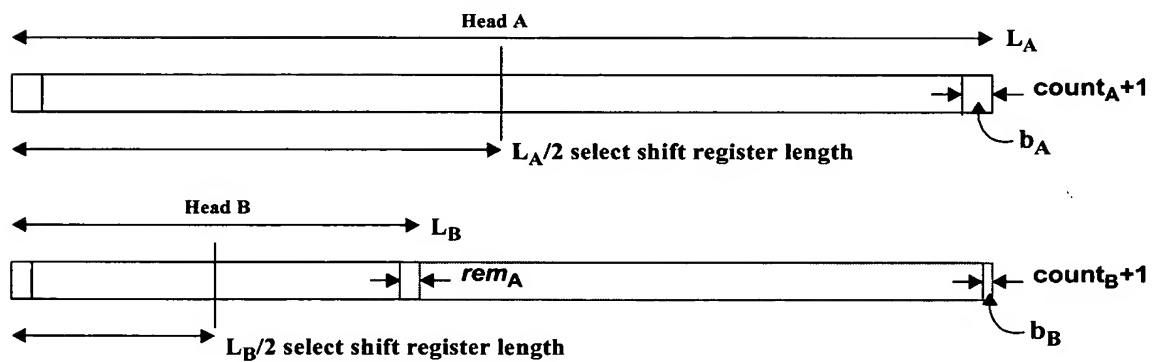 Head A
L_A
count_A+1
b_A
L_A/2 select shift register length
Head B
L_B
rem_A
count_B+1
b_B
L_B/2 select shift register length